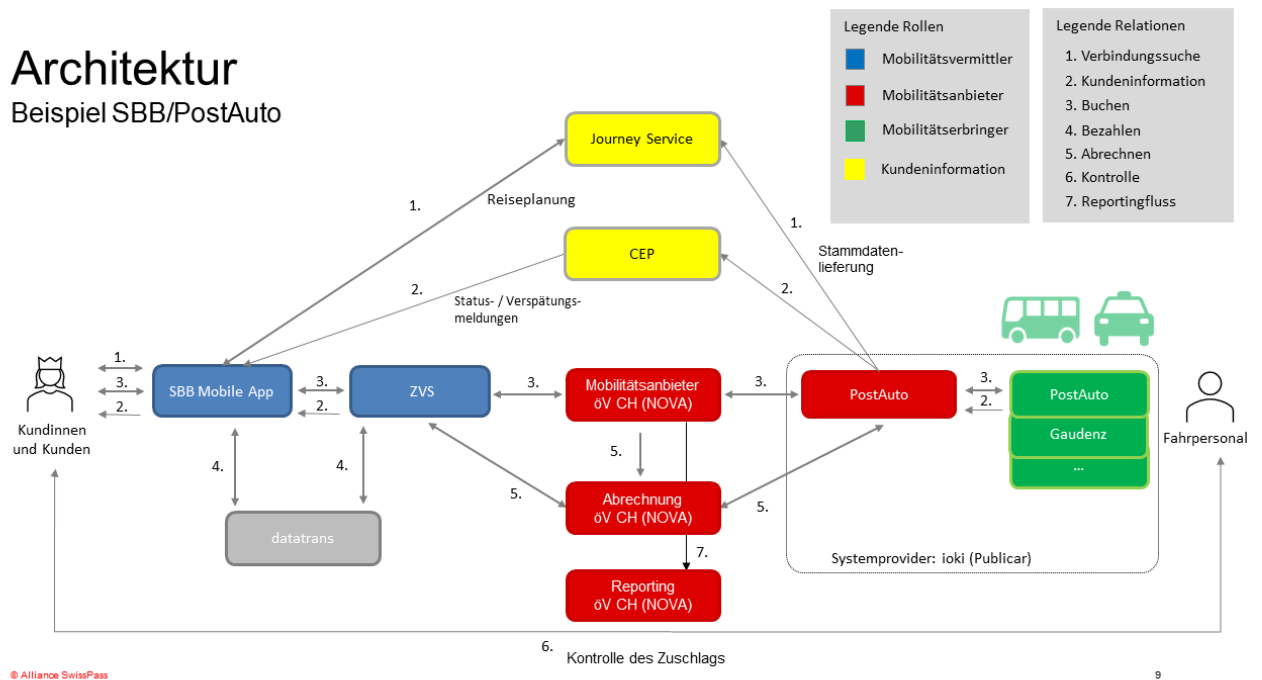 Architektur
Beispiel SBB/PostAuto
Legende Rollen
Mobilitätsvermittler
Mobilitätsanbieter
Mobilitätserbringer
Kundeninformation
Legende Relationen
1. Verbindungssuche
2. Kundeninformation
3. Buchen
4. Bezahlen
5. Abrechnen
6. Kontrolle
7. Reportingfluss
Journey Service
1.
Reiseplanung
1.
Stammdaten-
lieferung
CEP
2.
Status- / Verspätungs-
meldungen
2.
Kundinnen
und Kunden
1.
3.
2.
SBB Mobile App
3.
2.
ZVS
3.
Mobilitätsanbieter
öV CH (NOVA)
3.
PostAuto
3.
2.
PostAuto
Gaudenz
...
Fahrpersonal
4.
4.
datatrans
5.
5.
5.
Abrechnung
öV CH (NOVA)
7.
Reporting
öV CH (NOVA)
Systemprovider: ioki (Publicar)
6.
Kontrolle des Zuschlags
© Alliance SwissPass
9